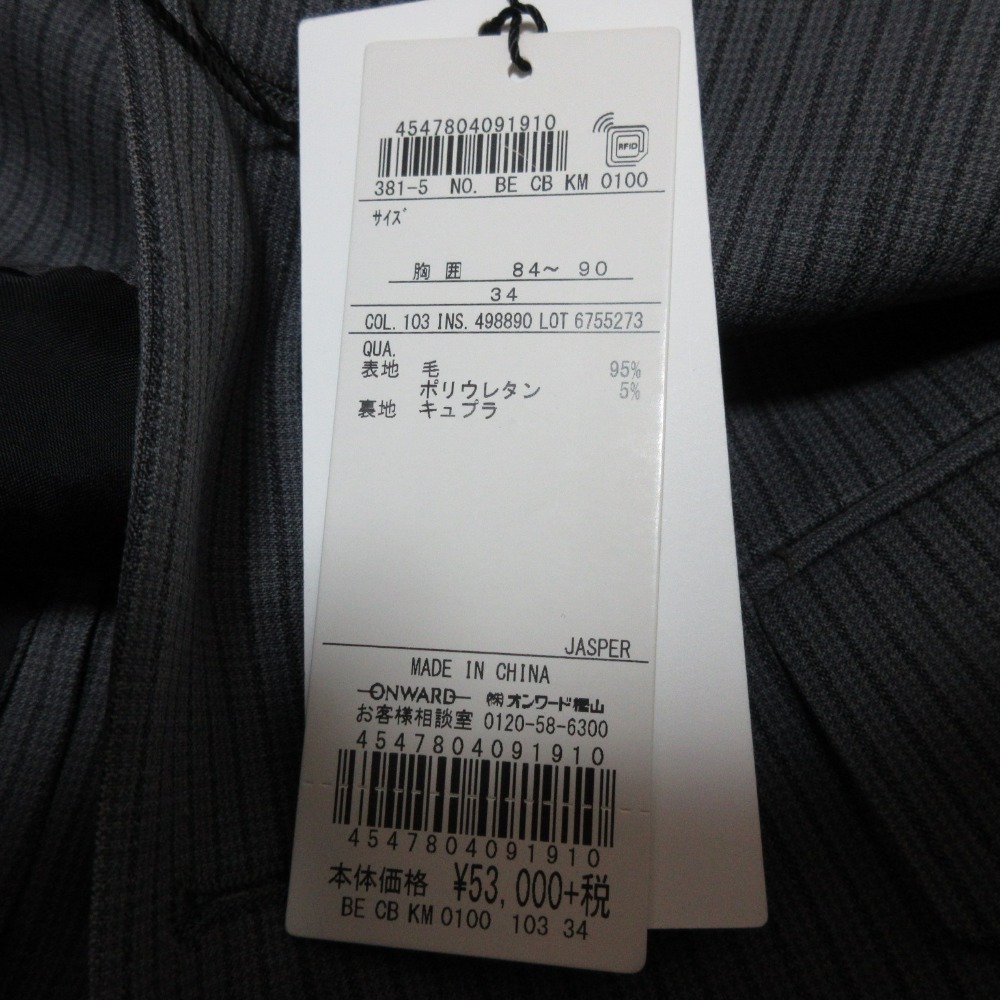 4547804091910
RFID
381-5 NO. BE CB KM 0100
サイズ
胸囲 84〜 90
34
COL. 103 INS. 498890 LOT 6755273
QUA.
表地 毛 95%
ポリウレタン 5%
裏地 キュプラ
JASPER
MADE IN CHINA
ONWARD ㈱オンワード樫山
お客様相談室 0120-58-6300
4547804091910
4547804091910
本体価格 ¥53,000+税
BE CB KM 0100 103 34